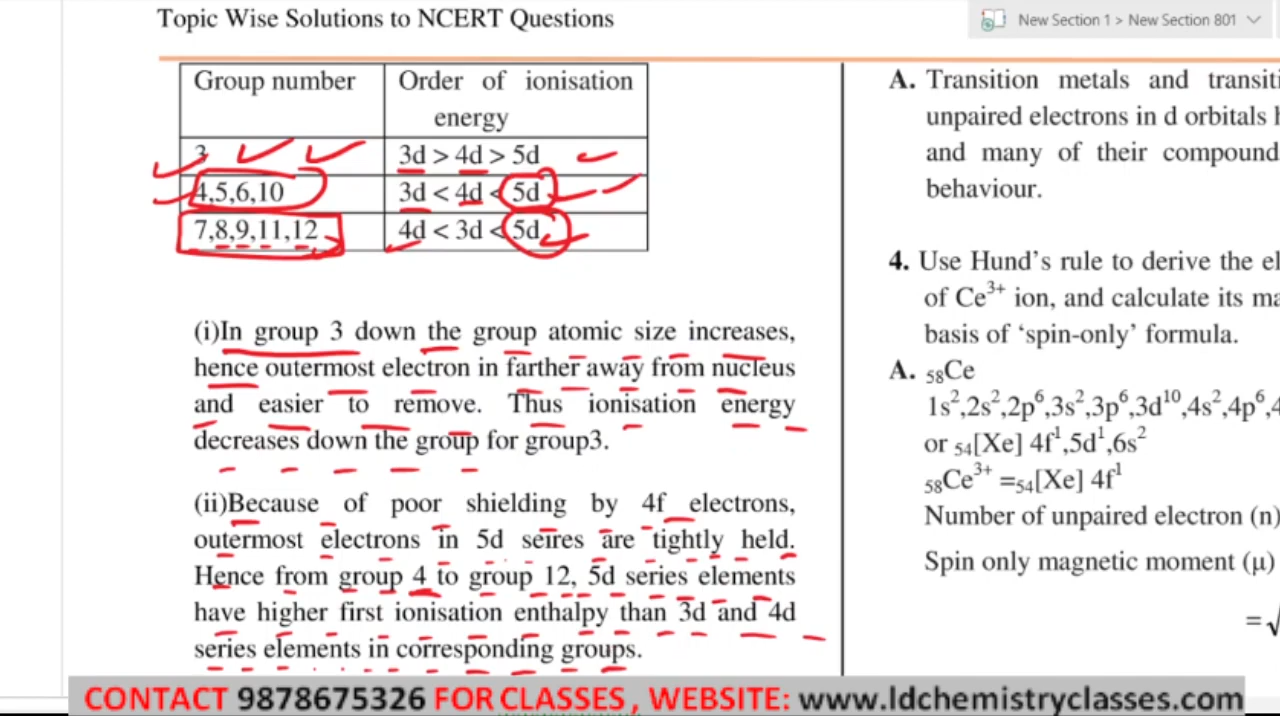 Topic Wise Solutions to NCERT Questions
New Section 1 > New Section 801
Group number
Order of ionisation
energy
3
3d > 4d > 5d
4,5,6,10
3d < 4d < 5d
7,8,9,11,12
4d < 3d < 5d
(i)In group 3 down the group atomic size increases,
hence outermost electron in farther away from nucleus
and easier to remove. Thus ionisation energy
decreases down the group for group3.
(ii)Because of poor shielding by 4f electrons,
outermost electrons in 5d seires are tightly held.
Hence from group 4 to group 12, 5d series elements
have higher first ionisation enthalpy than 3d and 4d
series elements in corresponding groups.
A. Transition metals and transiti
unpaired electrons in d orbitals h
and many of their compound
behaviour.
4. Use Hund's rule to derive the el
of Ce³⁺ ion, and calculate its ma
basis of 'spin-only' formula.
A. ₅₈Ce
1s²,2s²,2p⁶,3s²,3p⁶,3d¹⁰,4s²,4p⁶,4
or ₅₄[Xe] 4f¹,5d¹,6s²
₅₈Ce³⁺ =₅₄[Xe] 4f¹
Number of unpaired electron (n)
Spin only magnetic moment (μ)
=√
CONTACT 9878675326 FOR CLASSES , WEBSITE: www.ldchemistryclasses.com